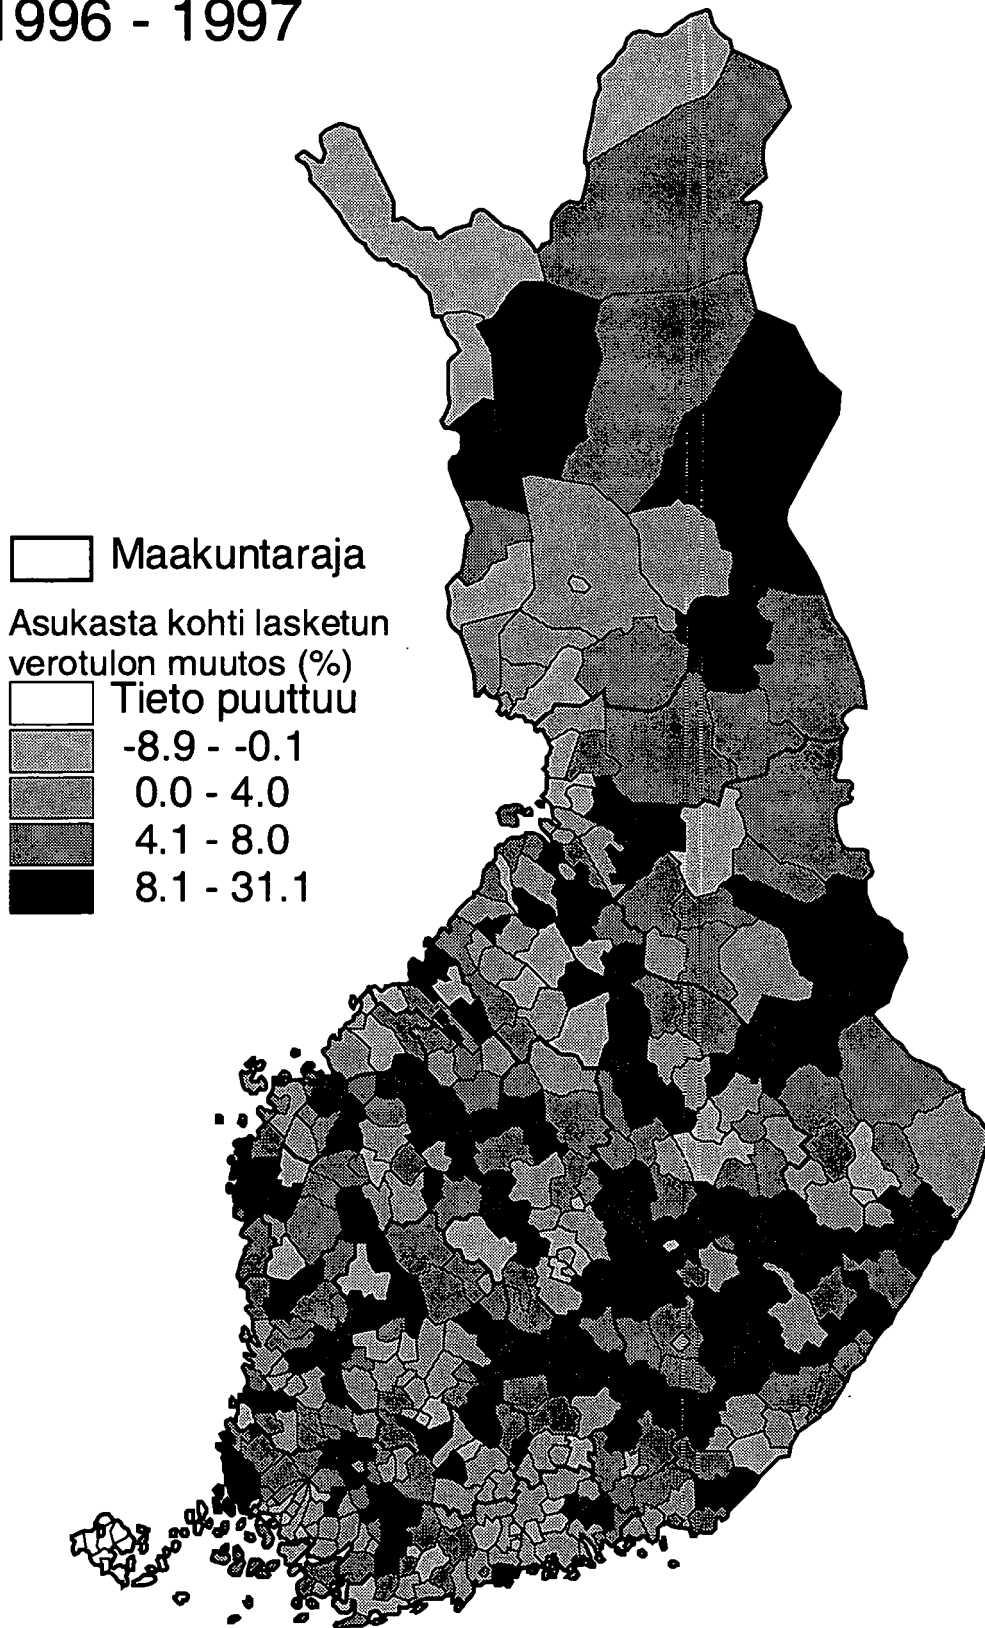 1996 - 1997
Maakuntaraja
Asukasta kohti lasketun
verotulon muutos (%)
Tieto puuttuu
-8.9 - -0.1
0.0 - 4.0
4.1 - 8.0
8.1 - 31.1